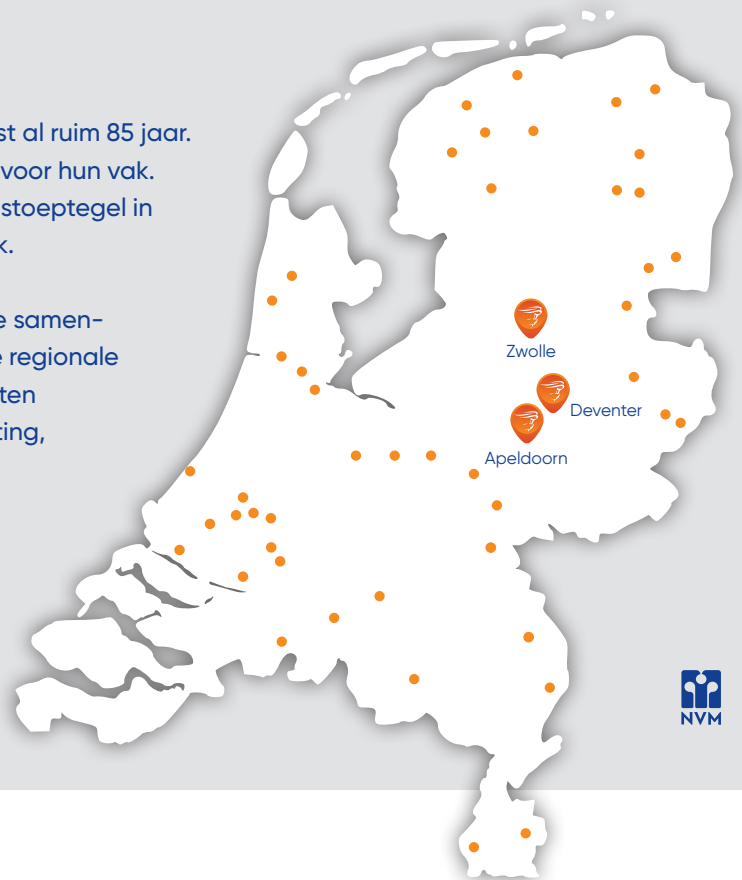 st al ruim 85 jaar.
voor hun vak.
stoeptegel in
k.
e samen-
e regionale
ten
ting,
Zwolle
Deventer
Apeldoorn
NVM